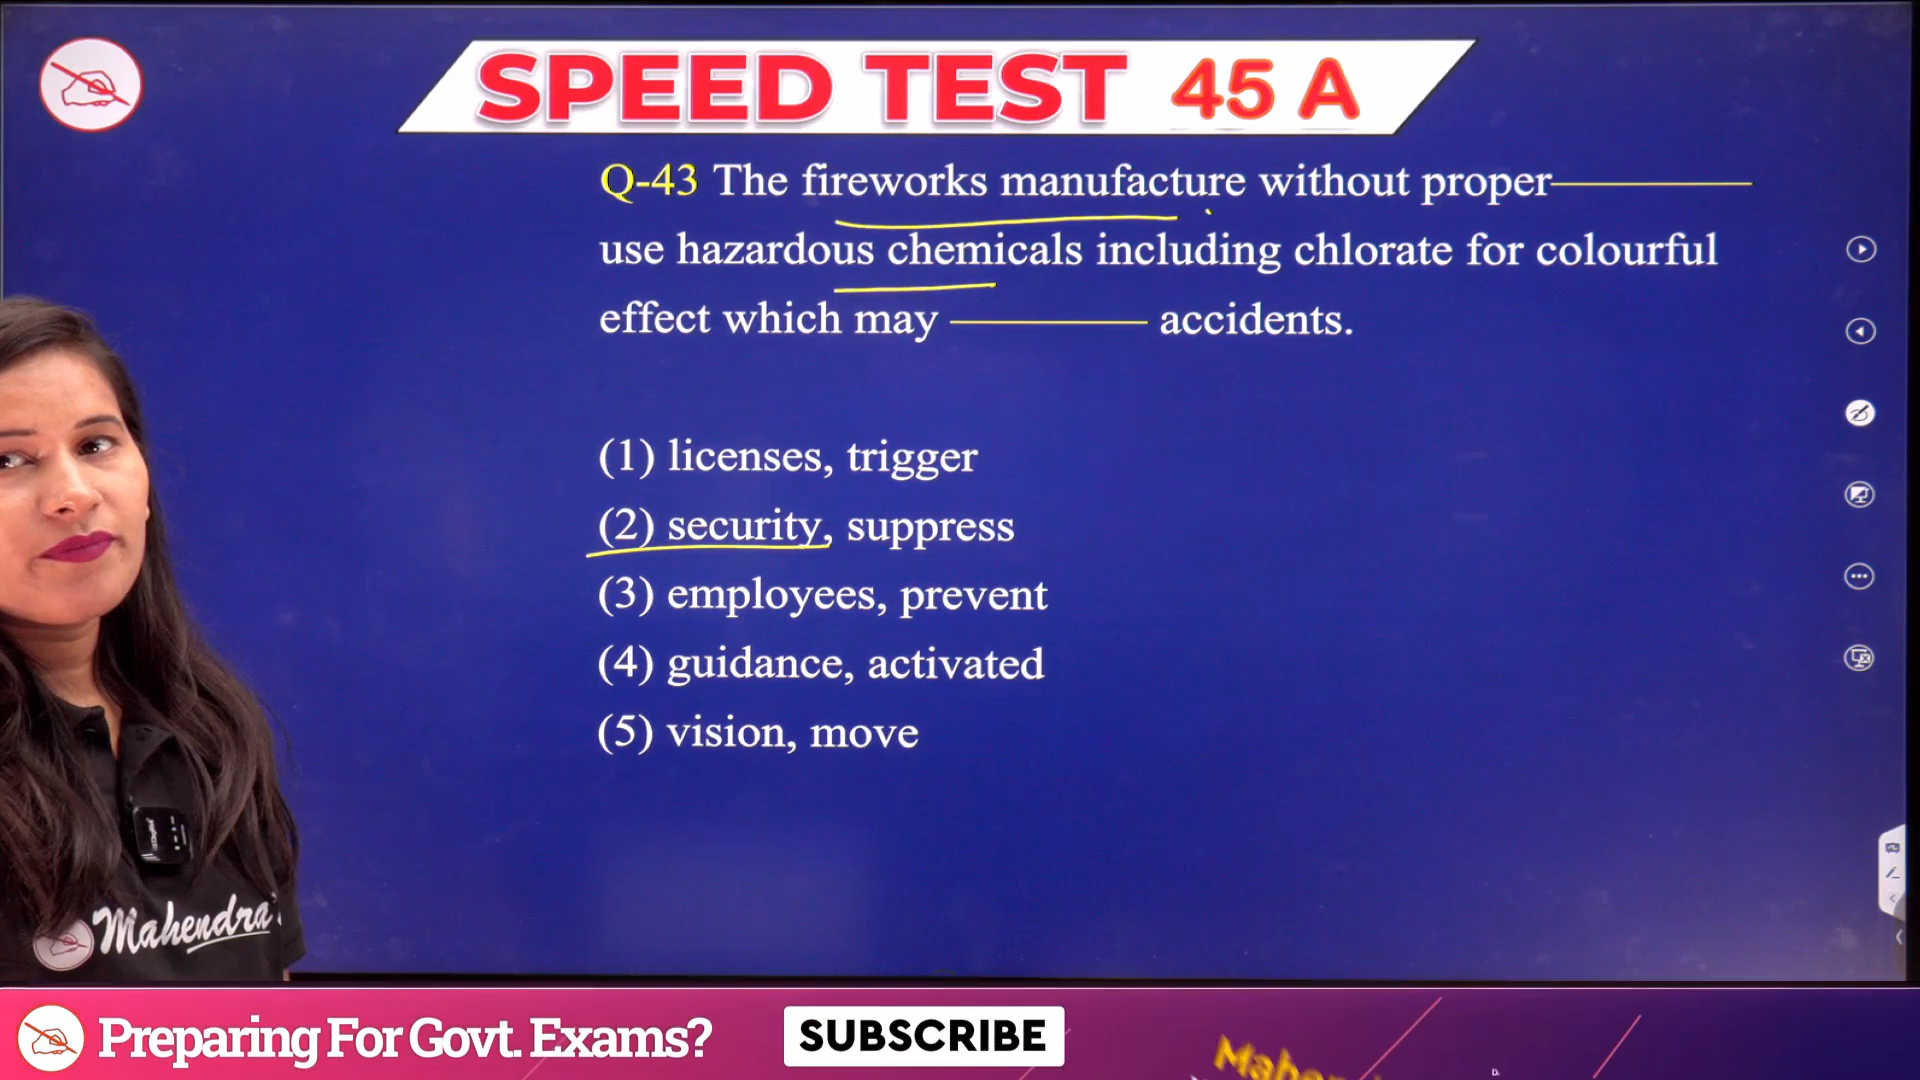 SPEED TEST 45 A
Q-43 The fireworks manufacture without proper
use hazardous chemicals including chlorate for colourful
effect which may accidents.
(1) licenses, trigger
(2) security, suppress
(3) employees, prevent
(4) guidance, activated
(5) vision, move
Mahendra's
Preparing For Govt. Exams?
SUBSCRIBE